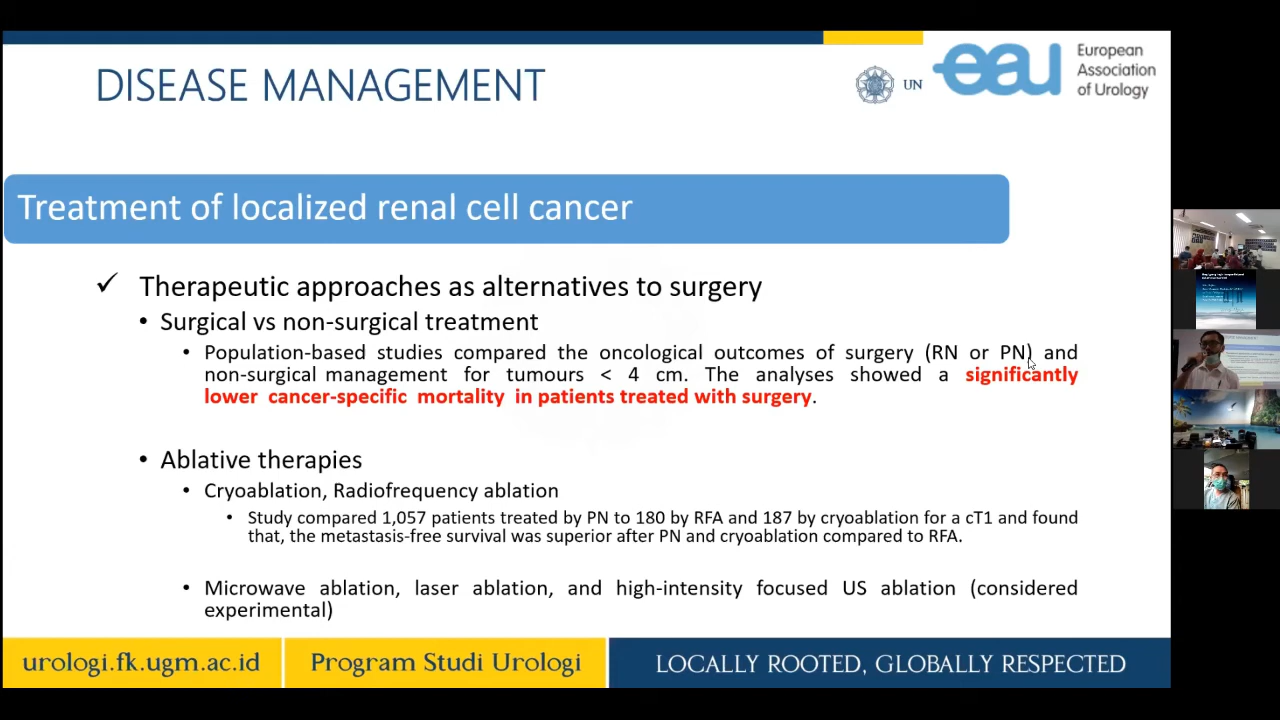 DISEASE MANAGEMENT
UN
eau
European
Association
of Urology
Treatment of localized renal cell cancer
✓ Therapeutic approaches as alternatives to surgery
• Surgical vs non-surgical treatment
• Population-based studies compared the oncological outcomes of surgery (RN or PN) and
non-surgical management for tumours < 4 cm. The analyses showed a significantly
lower cancer-specific mortality in patients treated with surgery.
• Ablative therapies
• Cryoablation, Radiofrequency ablation
• Study compared 1,057 patients treated by PN to 180 by RFA and 187 by cryoablation for a cT1 and found
that, the metastasis-free survival was superior after PN and cryoablation compared to RFA.
• Microwave ablation, laser ablation, and high-intensity focused US ablation (considered
experimental)
urologi.fk.ugm.ac.id
Program Studi Urologi
LOCALLY ROOTED, GLOBALLY RESPECTED